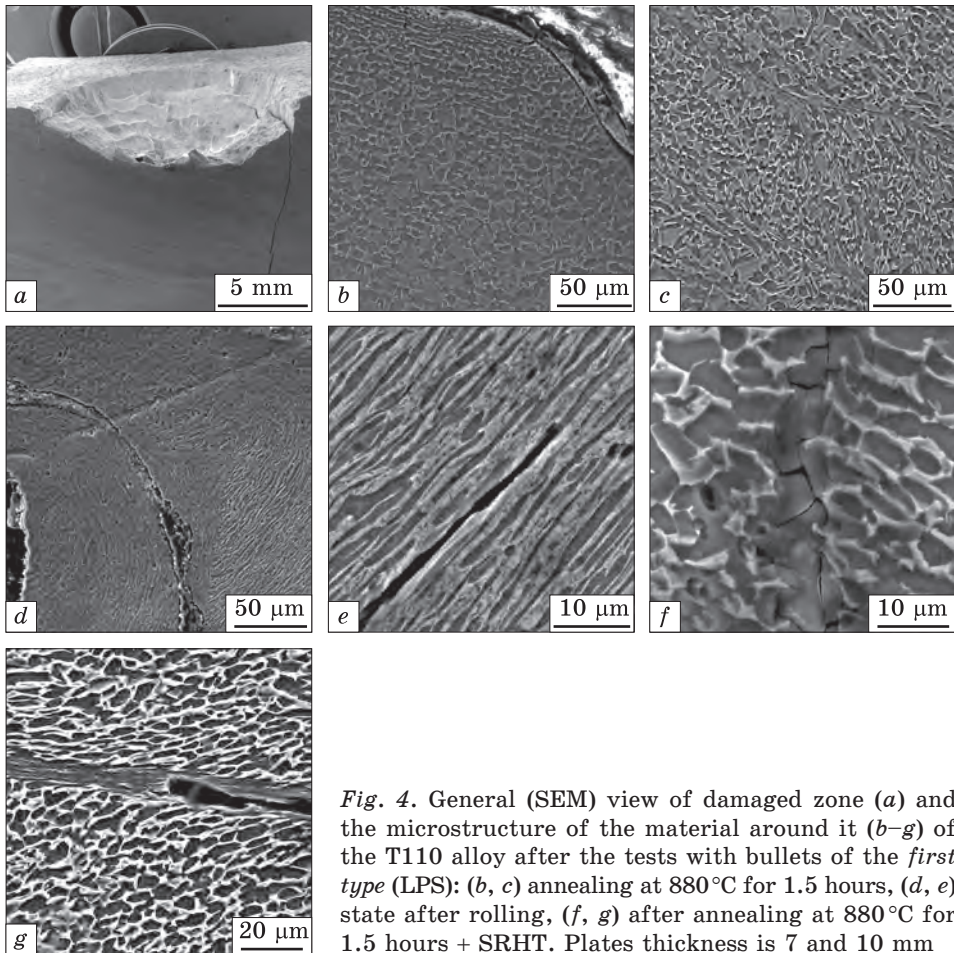 a
5 mm
b
50 μm
c
50 μm
d
50 μm
e
10 μm
f
10 μm
g
20 μm
Fig. 4. General (SEM) view of damaged zone (a) and
the microstructure of the material around it (b–g) of
the T110 alloy after the tests with bullets of the first
type (LPS): (b, c) annealing at 880 °C for 1.5 hours, (d, e)
state after rolling, (f, g) after annealing at 880 °C for
1.5 hours + SRHT. Plates thickness is 7 and 10 mm